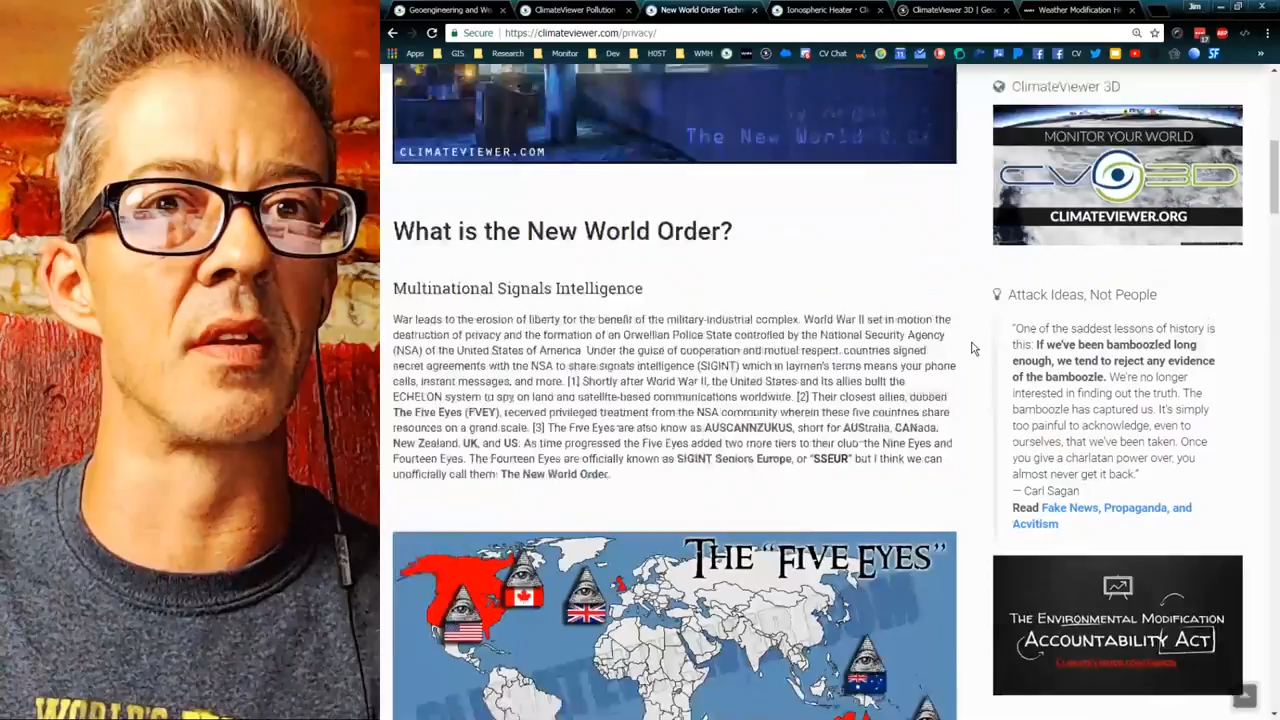 Geoengineering and Wo
ClimateViewer Pollution
New World Order Techn
Ionospheric Heater - Cli
ClimateViewer 3D | Geo
Weather Modification Hi
Jim
Secure
https://climateviewer.com/privacy/
Apps
GIS
Research
Monitor
Dev
HOST
WMH
CV Chat
CV
The New World
CLIMATEVIEWER.COM
What is the New World Order?
Multinational Signals Intelligence
War leads to the erosion of liberty for the benefit of the military-industrial complex. World War II set in motion the
destruction of privacy and the formation of an Orwellian Police State controlled by the National Security Agency
(NSA) of the United States of America. Under the guise of cooperation and mutual respect, countries signed
secret agreements with the NSA to share signals intelligence (SIGINT) which in laymen's terms means your phone
calls, instant messages, and more. [1] Shortly after World War II, the United States and its allies built the
ECHELON system to spy on land and satellite-based communications worldwide. [2] Their closest allies, dubbed
The Five Eyes (FVEY), received privileged treatment from the NSA community wherein these five countries share
resources on a grand scale. [3] The Five Eyes are also known as AUSCANNZUKUS, short for AUStralia, CANada,
New Zealand, UK, and US. As time progressed the Five Eyes added two more tiers to their club—the Nine Eyes and
Fourteen Eyes. The Fourteen Eyes are officially known as SIGINT Seniors Europe, or "SSEUR" but I think we can
unofficially call them: The New World Order.
THE "FIVE EYES"
ClimateViewer 3D
MONITOR YOUR WORLD
CV3D
CLIMATEVIEWER.ORG
Attack Ideas, Not People
"One of the saddest lessons of history is
this: If we've been bamboozled long
enough, we tend to reject any evidence
of the bamboozle. We're no longer
interested in finding out the truth. The
bamboozle has captured us. It's simply
too painful to acknowledge, even to
ourselves, that we've been taken. Once
you give a charlatan power over, you
almost never get it back."
— Carl Sagan
Read Fake News, Propaganda, and
Acvitism
THE ENVIRONMENTAL MODIFICATION
ACCOUNTABILITY ACT
WORLD'S